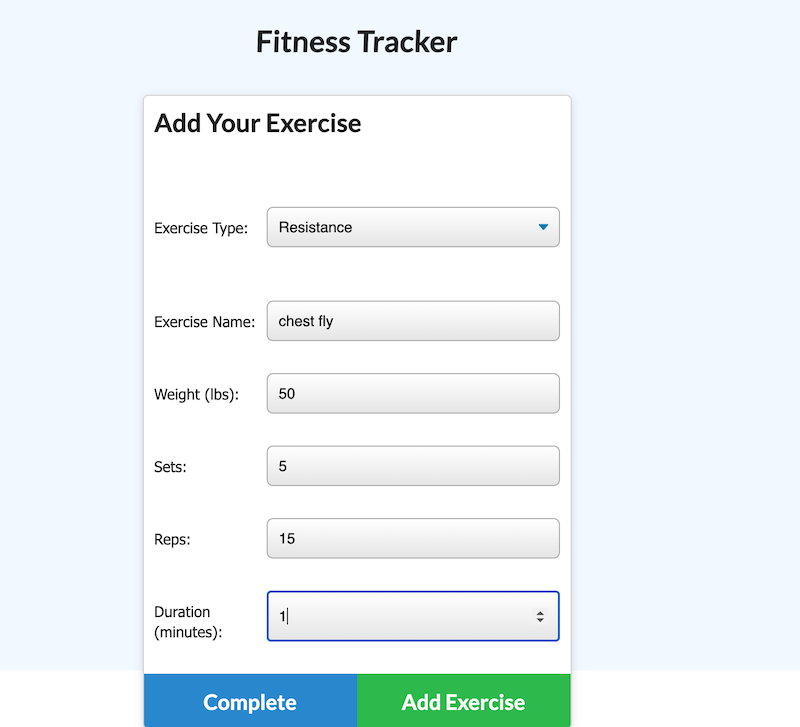 Fitness Tracker
Add Your Exercise
Exercise Type: Resistance
Exercise Name: chest fly
Weight (lbs): 50
Sets: 5
Reps: 15
Duration
(minutes): 1
Complete Add Exercise